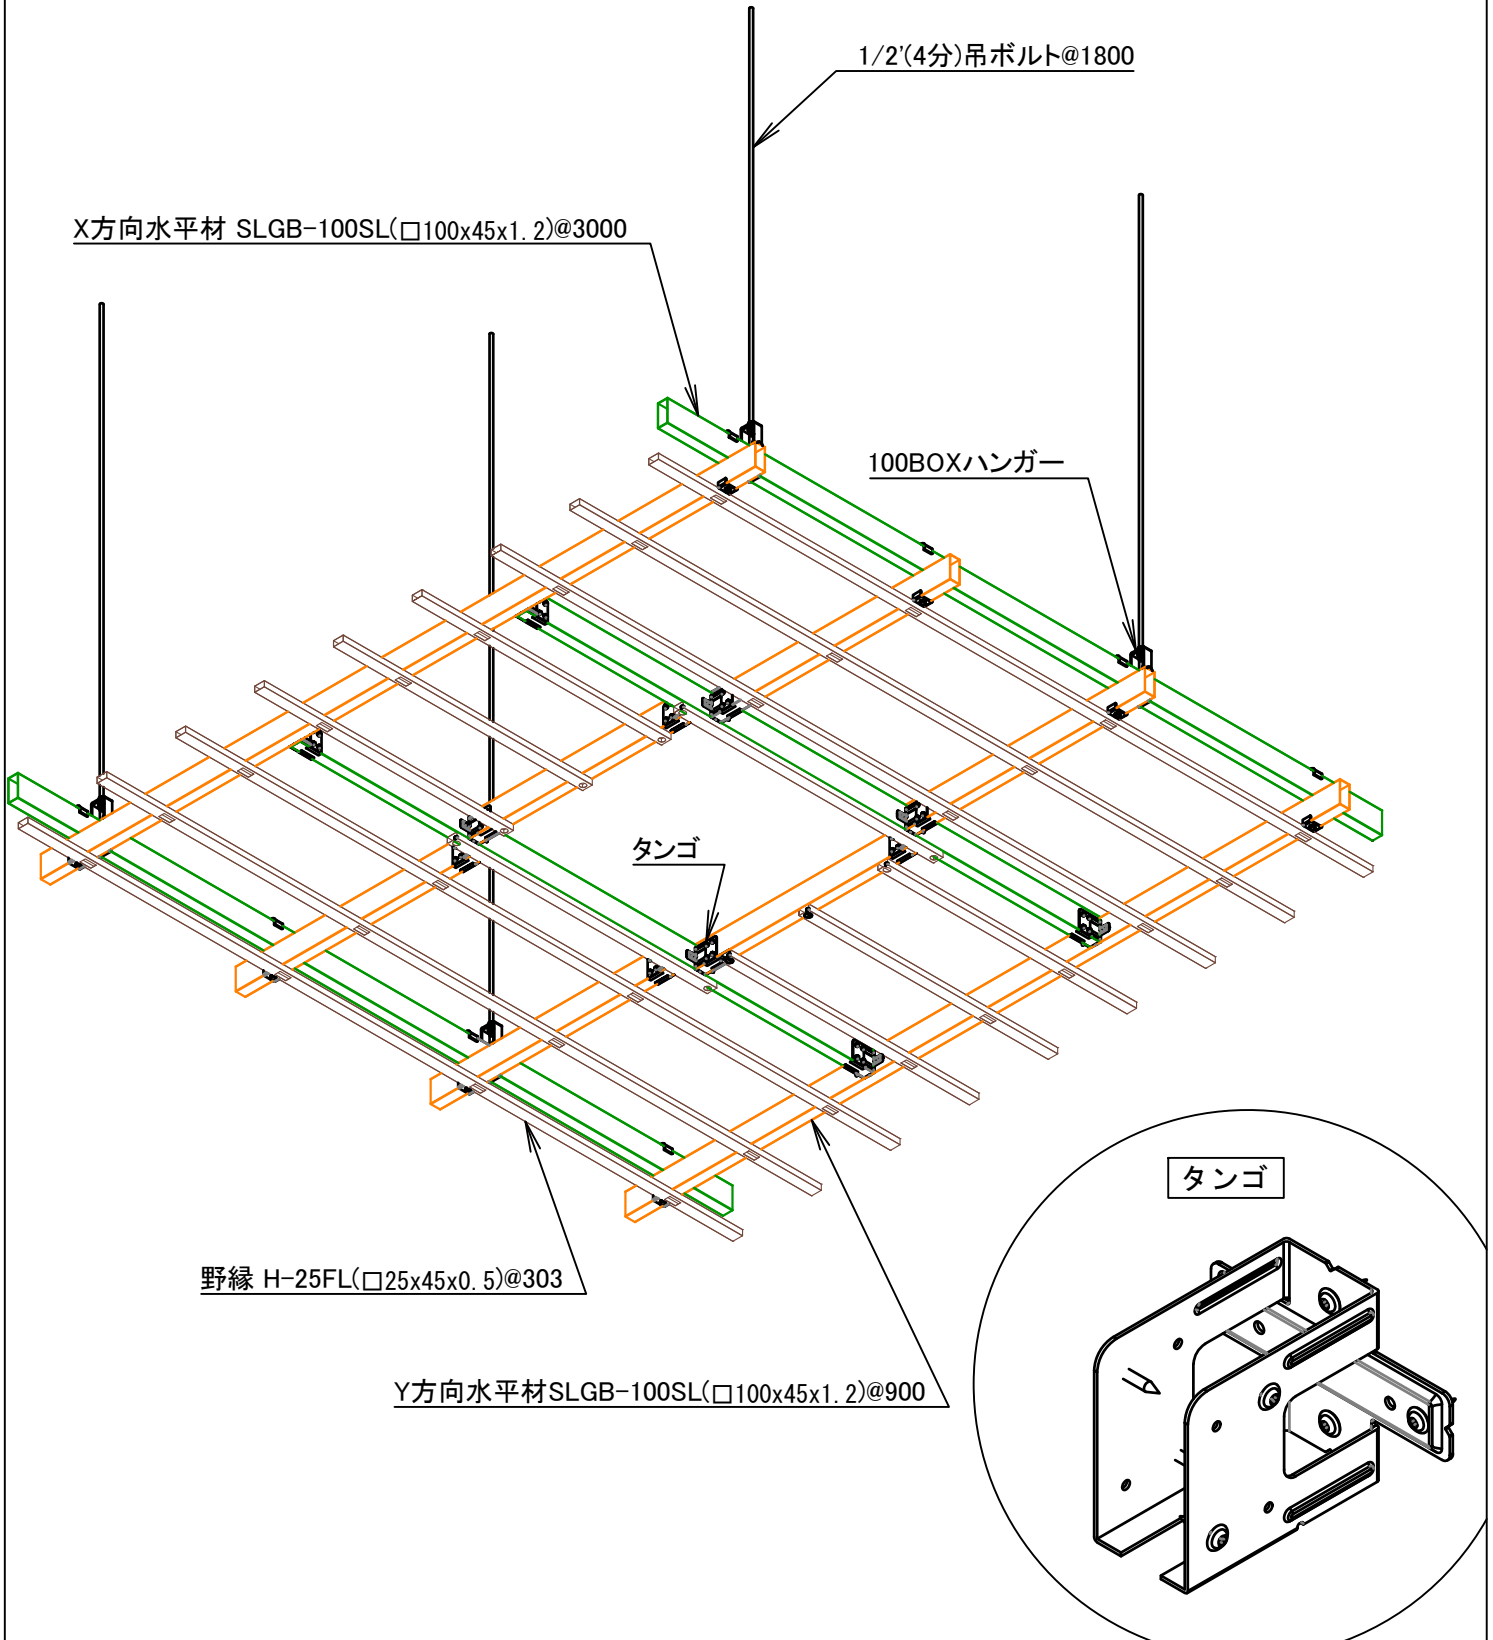 1/2'(4分)吊ボルト@1800
X方向水平材 SLGB-100SL(□100x45x1.2)@3000
100BOXハンガー
タンゴ
タンゴ
野縁 H-25FL(□25x45x0.5)@303
Y方向水平材SLGB-100SL(□100x45x1.2)@900